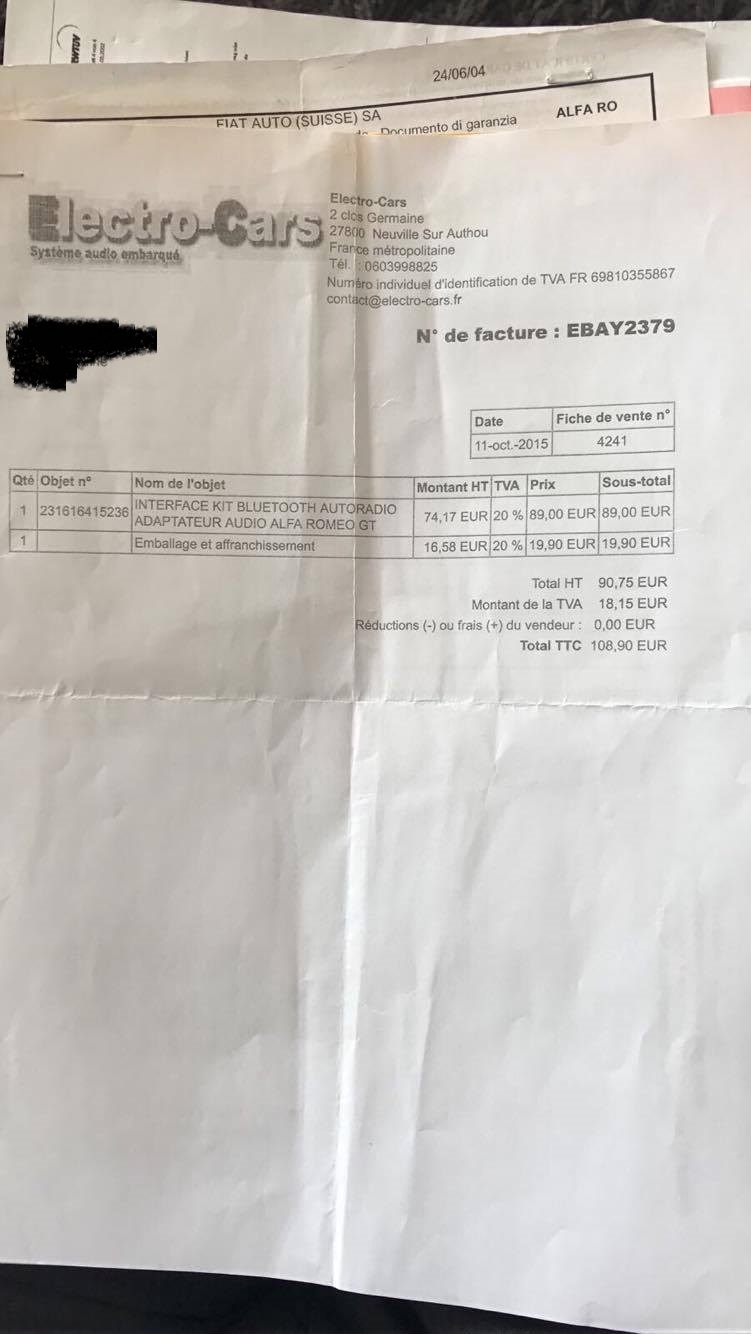 24/06/04
FIAT AUTO (SUISSE) SA
Documento di garanzia
ALFA RO
Electro-Cars
Système audio embarqué
Electro-Cars
2 clos Germaine
27800 Neuville Sur Authou
France métropolitaine
Tél. : 0603998825
Numéro individuel d'identification de TVA FR 69810355867
contact@electro-cars.fr
N° de facture : EBAY2379
Date Fiche de vente n°
11-oct.-2015 4241
Qté Objet n° Nom de l'objet Montant HT TVA Prix Sous-total
1 231616415236 INTERFACE KIT BLUETOOTH AUTORADIO
ADAPTATEUR AUDIO ALFA ROMEO GT 74,17 EUR 20 % 89,00 EUR 89,00 EUR
1 Emballage et affranchissement 16,58 EUR 20 % 19,90 EUR 19,90 EUR
Total HT 90,75 EUR
Montant de la TVA 18,15 EUR
Réductions (-) ou frais (+) du vendeur : 0,00 EUR
Total TTC 108,90 EUR